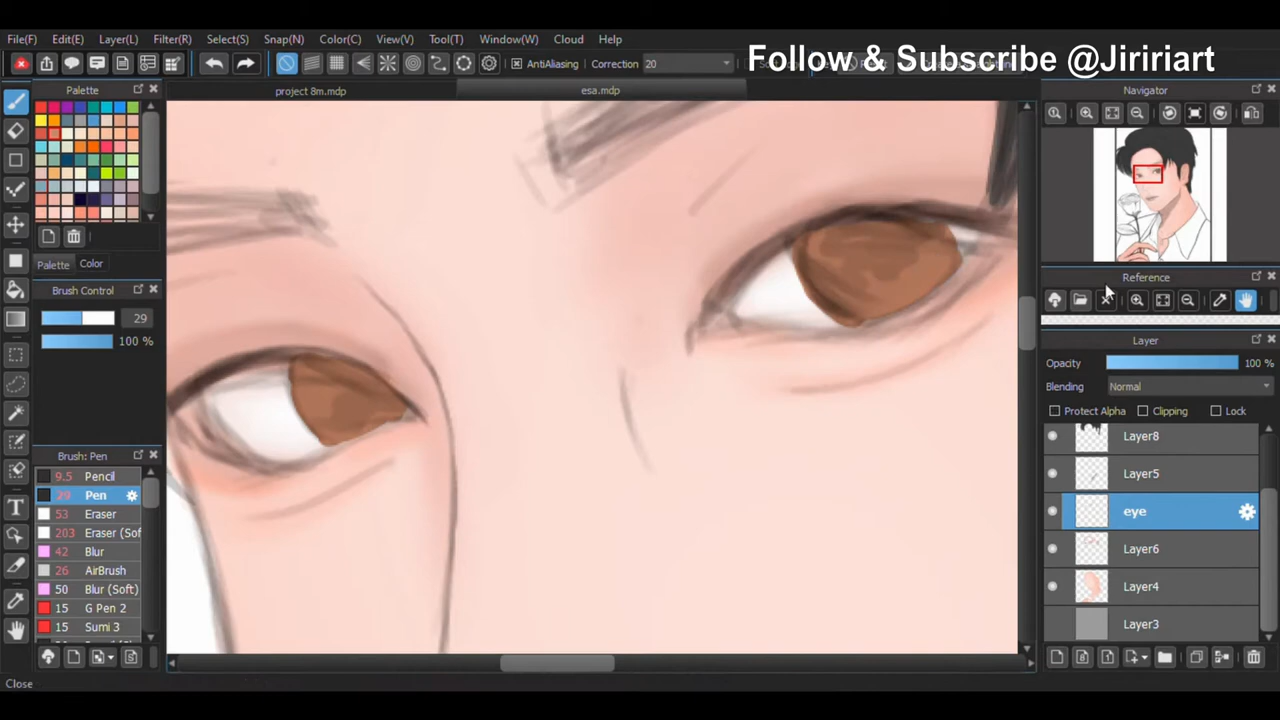 File(F) Edit(E) Layer(L) Filter(R) Select(S) Snap(N) Color(C) View(V) Tool(T) Window(W) Cloud Help
Follow & Subscribe @Jiririart
AntiAliasing Correction 20
Palette
project 8m.mdp
esa.mdp
Navigator
Palette Color
Brush Control
29
100 %
Reference
Layer
Opacity 100 %
Blending Normal
Protect Alpha Clipping Lock
Layer8
Layer5
eye
Layer6
Layer4
Layer3
Brush: Pen
9.5 Pencil
29 Pen
53 Eraser
203 Eraser (Sof
42 Blur
26 AirBrush
50 Blur (Soft)
15 G Pen 2
15 Sumi 3
Close